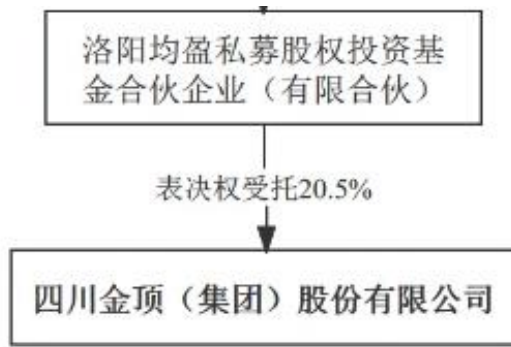 洛阳均盈私募股权投资基
金合伙企业（有限合伙）
表决权受托20.5%
四川金顶（集团）股份有限公司